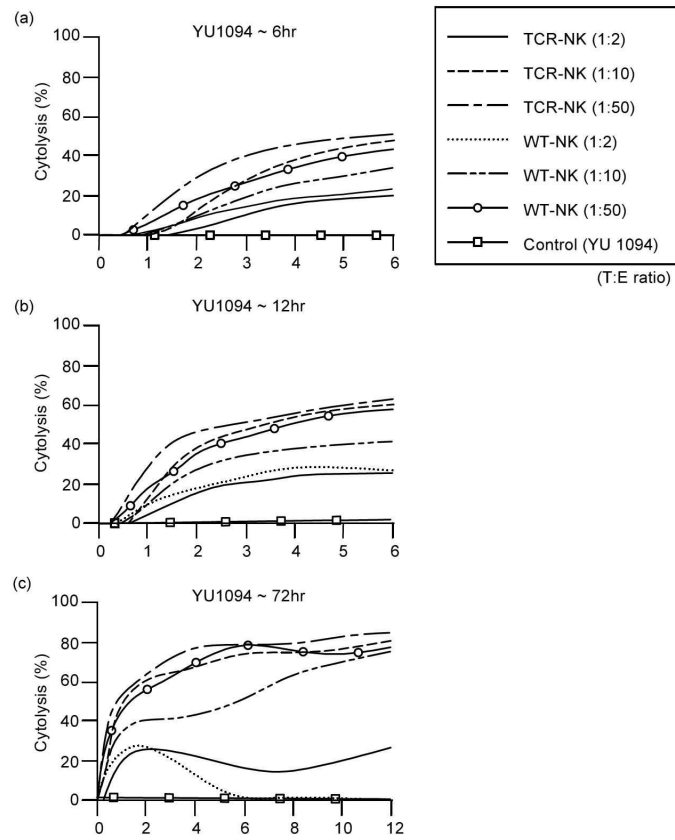 (a)
YU1094 ~ 6hr
Cytolysis (%)
100
80
60
40
20
0
0 1 2 3 4 5 6
TCR-NK (1:2)
TCR-NK (1:10)
TCR-NK (1:50)
WT-NK (1:2)
WT-NK (1:10)
WT-NK (1:50)
Control (YU 1094)
(T:E ratio)
(b)
YU1094 ~ 12hr
Cytolysis (%)
100
80
60
40
20
0
0 1 2 3 4 5 6
(c)
YU1094 ~ 72hr
Cytolysis (%)
100
80
60
40
20
0
0 2 4 6 8 10 12